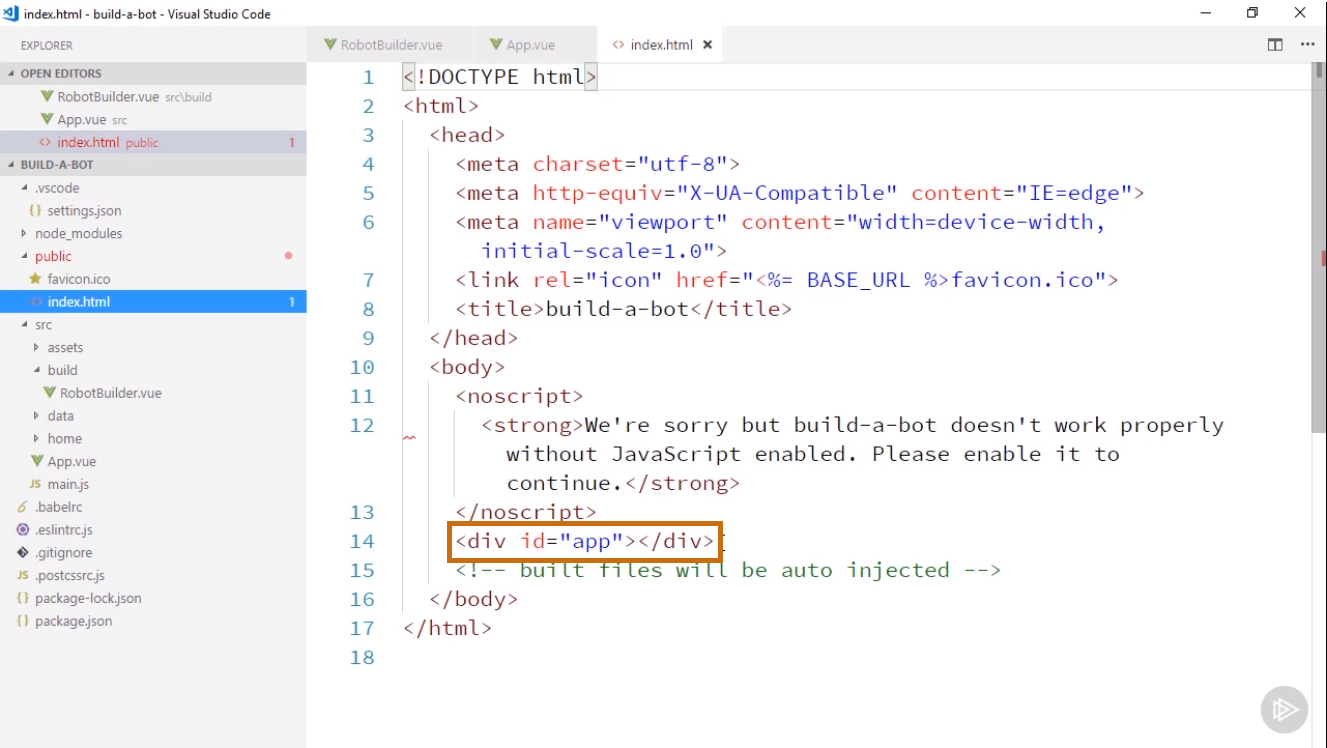 index.html - build-a-bot - Visual Studio Code
EXPLORER
OPEN EDITORS
RobotBuilder.vue src\build
App.vue src
index.html public 1
BUILD-A-BOT
.vscode
{} settings.json
node_modules
public
favicon.ico
<> index.html 1
src
assets
build
RobotBuilder.vue
data
home
App.vue
JS main.js
.babelrc
.eslintrc.js
.gitignore
JS .postcssrc.js
{} package-lock.json
{} package.json
RobotBuilder.vue App.vue <> index.html
1 <!DOCTYPE html>
2 <html>
3 <head>
4 <meta charset="utf-8">
5 <meta http-equiv="X-UA-Compatible" content="IE=edge">
6 <meta name="viewport" content="width=device-width,
initial-scale=1.0">
7 <link rel="icon" href="<%= BASE_URL %>favicon.ico">
8 <title>build-a-bot</title>
9 </head>
10 <body>
11 <noscript>
12 <strong>We're sorry but build-a-bot doesn't work properly
without JavaScript enabled. Please enable it to
continue.</strong>
13 </noscript>
14 <div id="app"></div>
15 <!-- built files will be auto injected -->
16 </body>
17 </html>
18